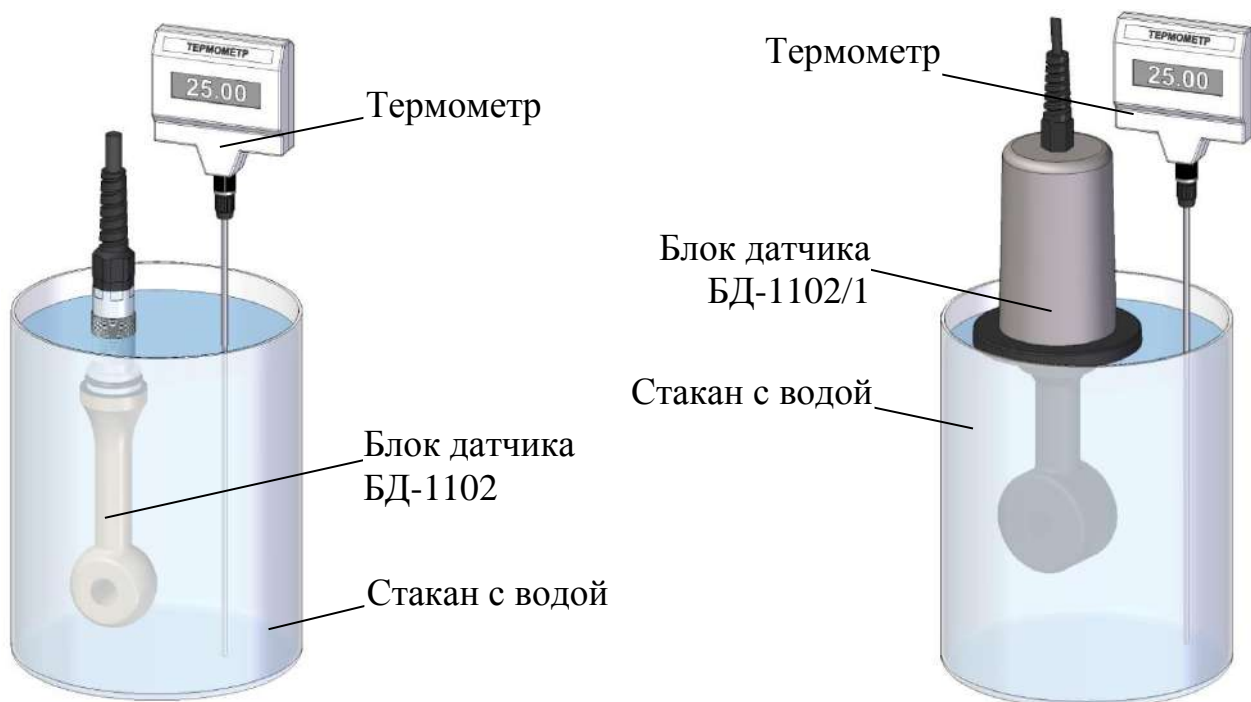 ТЕРМОМЕТР
25.00
Термометр
Блок датчика
БД-1102
Стакан с водой
ТЕРМОМЕТР
25.00
Термометр
Блок датчика
БД-1102/1
Стакан с водой